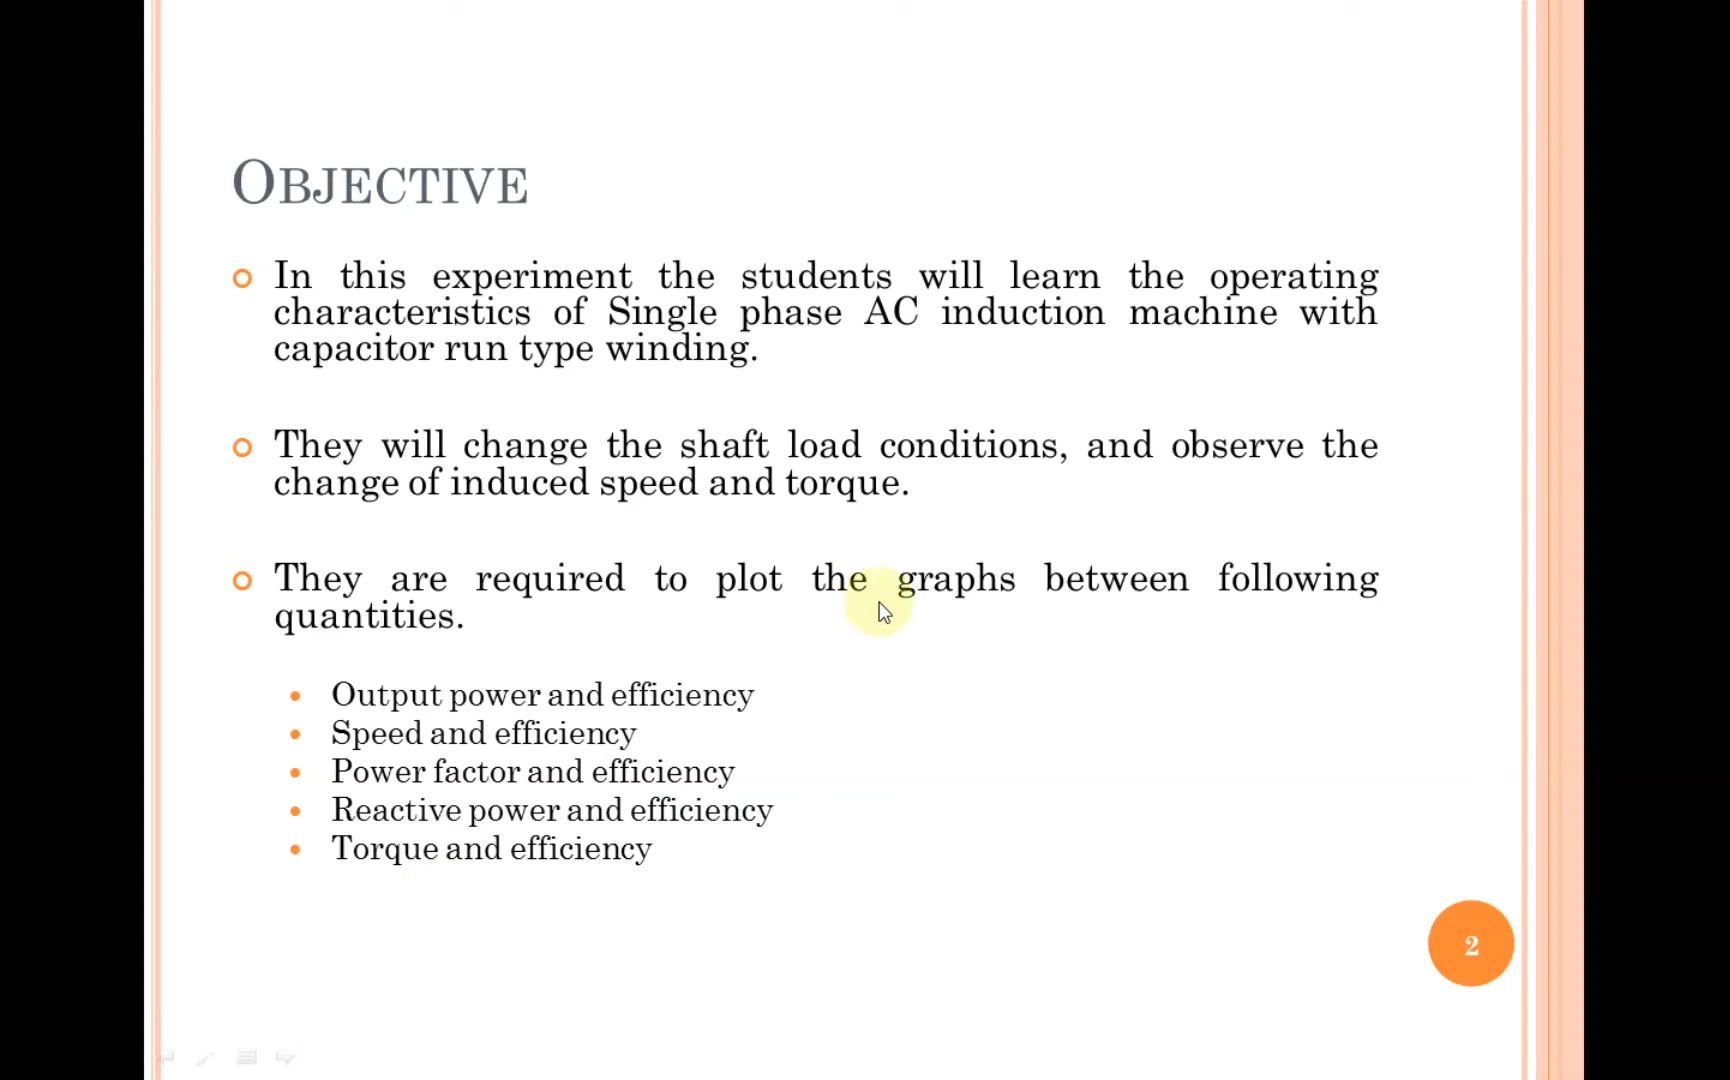 OBJECTIVE
In this experiment the students will learn the operating
characteristics of Single phase AC induction machine with
capacitor run type winding.
They will change the shaft load conditions, and observe the
change of induced speed and torque.
They are required to plot the graphs between following
quantities.
Output power and efficiency
Speed and efficiency
Power factor and efficiency
Reactive power and efficiency
Torque and efficiency
2